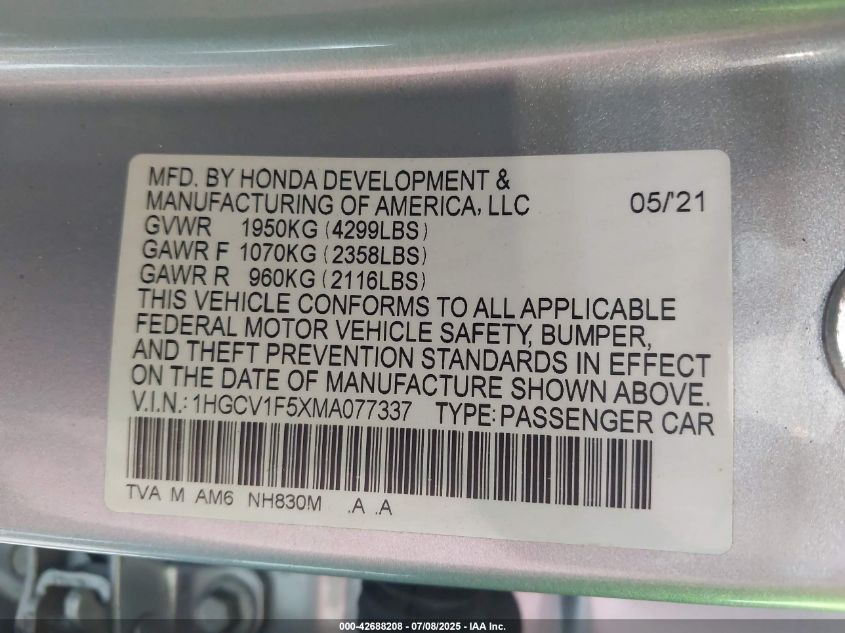 MFD. BY HONDA DEVELOPMENT &
MANUFACTURING OF AMERICA, LLC 05/'21
GVWR 1950KG (4299LBS)
GAWR F 1070KG (2358LBS)
GAWR R 960KG (2116LBS)
THIS VEHICLE CONFORMS TO ALL APPLICABLE
FEDERAL MOTOR VEHICLE SAFETY, BUMPER,
AND THEFT PREVENTION STANDARDS IN EFFECT
ON THE DATE OF MANUFACTURE SHOWN ABOVE.
V.I.N.: 1HGCV1F5XMA077337 TYPE: PASSENGER CAR
TVA M AM6 NH830M .A .A
000-42688208 - 07/08/2025 - IAA Inc.